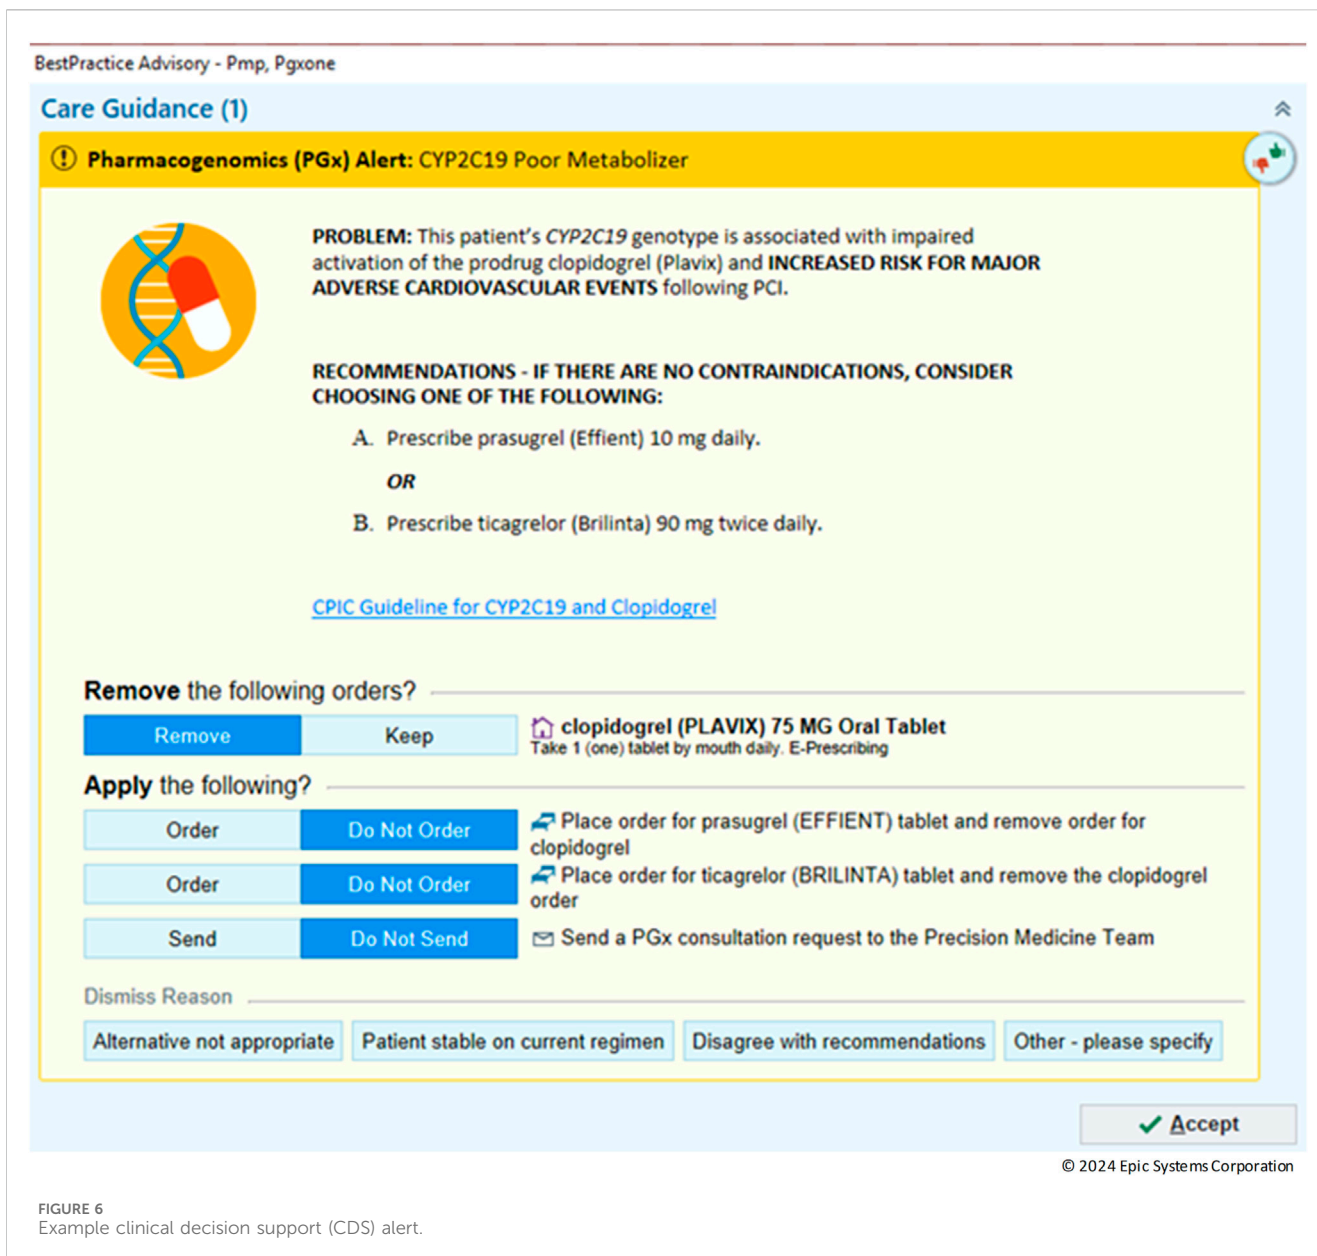 BestPractice Advisory - Pmp, Pgxone
Care Guidance (1)
Pharmacogenomics (PGx) Alert: CYP2C19 Poor Metabolizer
PROBLEM: This patient's CYP2C19 genotype is associated with impaired
activation of the prodrug clopidogrel (Plavix) and INCREASED RISK FOR MAJOR
ADVERSE CARDIOVASCULAR EVENTS following PCI.
RECOMMENDATIONS - IF THERE ARE NO CONTRAINDICATIONS, CONSIDER
CHOOSING ONE OF THE FOLLOWING:
A. Prescribe prasugrel (Effient) 10 mg daily.
OR
B. Prescribe ticagrelor (Brilinta) 90 mg twice daily.
CPIC Guideline for CYP2C19 and Clopidogrel
Remove the following orders?
Remove Keep clopidogrel (PLAVIX) 75 MG Oral Tablet
Take 1 (one) tablet by mouth daily. E-Prescribing
Apply the following?
Order Do Not Order Place order for prasugrel (EFFIENT) tablet and remove order for
clopidogrel
Order Do Not Order Place order for ticagrelor (BRILINTA) tablet and remove the clopidogrel
order
Send Do Not Send Send a PGx consultation request to the Precision Medicine Team
Dismiss Reason
Alternative not appropriate Patient stable on current regimen Disagree with recommendations Other - please specify
Accept
© 2024 Epic Systems Corporation
FIGURE 6
Example clinical decision support (CDS) alert.